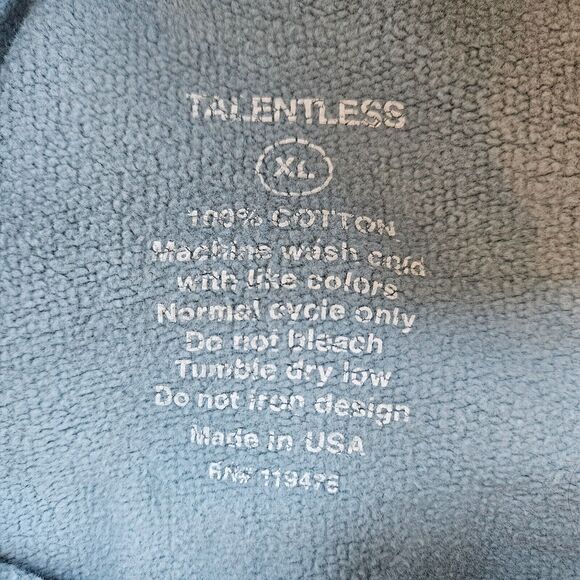 TALENTLESS
XL
100% COTTON
Machine wash cold
with like colors
Normal cycle only
Do not bleach
Tumble dry low
Do not iron design
Made in USA
RN# 119476